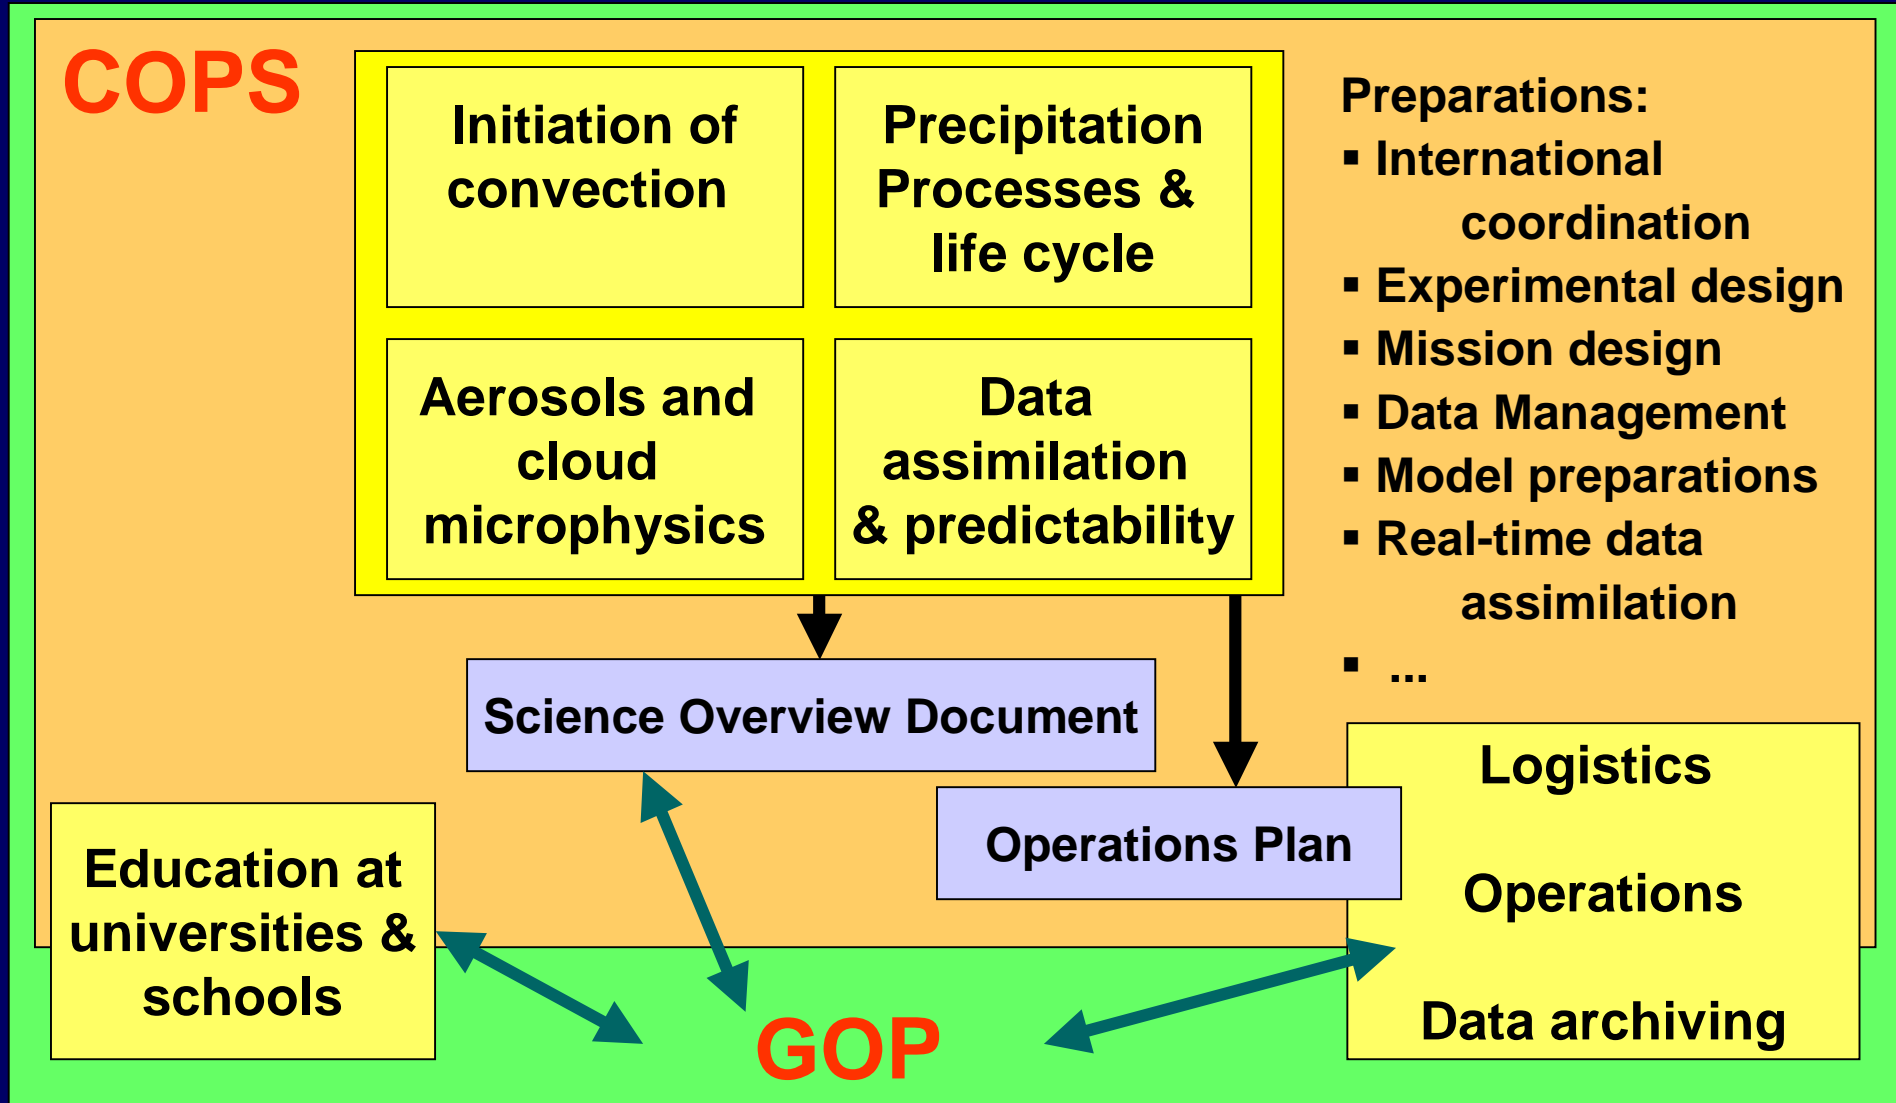 COPS
Initiation of
convection
Precipitation
Processes &
life cycle
Aerosols and
cloud
microphysics
Data
assimilation
& predictability
Preparations:
▪ International
coordination
▪ Experimental design
▪ Mission design
▪ Data Management
▪ Model preparations
▪ Real-time data
assimilation
▪ ...
Science Overview Document
Operations Plan
Logistics
Operations
Data archiving
Education at
universities &
schools
GOP